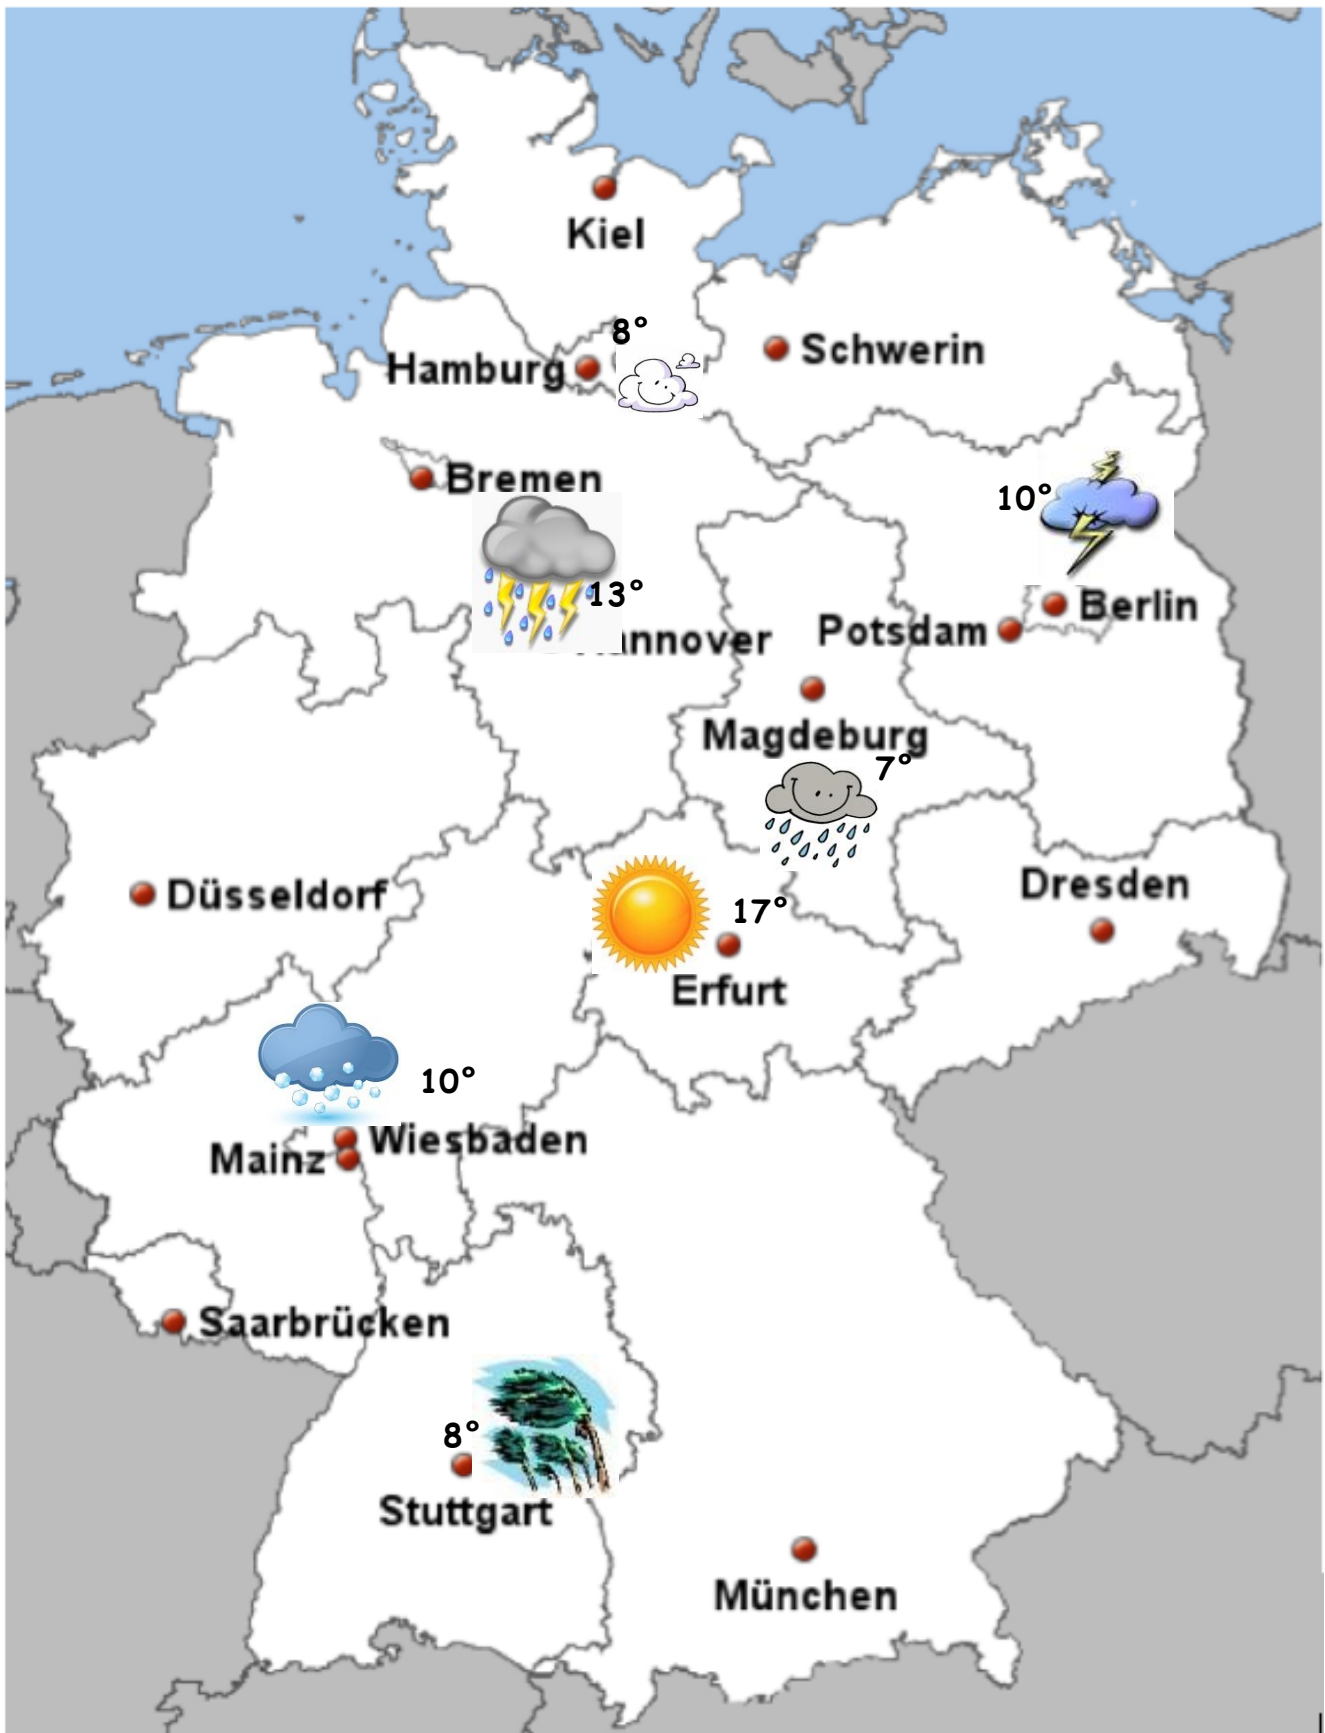 Kiel
8°
Hamburg
Schwerin
Bremen
10°
13°
Berlin
Potsdam
annover
Magdeburg
7°
Düsseldorf
Dresden
17°
Erfurt
10°
Wiesbaden
Mainz
Saarbrücken
8°
Stuttgart
München